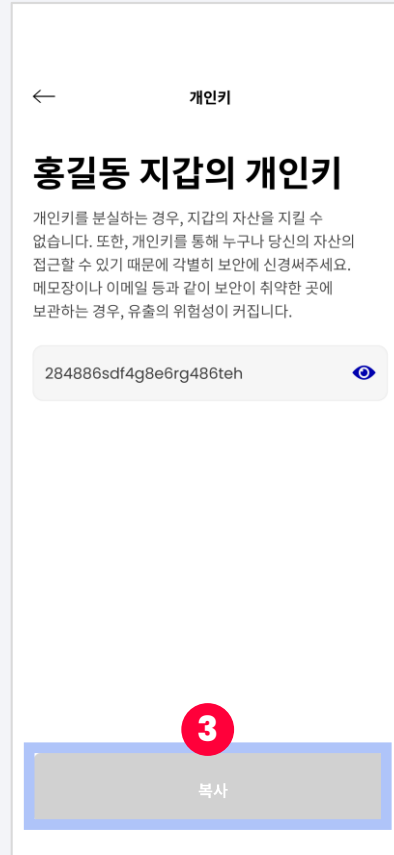 개인키
홍길동 지갑의 개인키
개인키를 분실하는 경우, 지갑의 자산을 지킬 수
없습니다. 또한, 개인키를 통해 누구나 당신의 자산의
접근할 수 있기 때문에 각별히 보안에 신경써주세요.
메모장이나 이메일 등과 같이 보안이 취약한 곳에
보관하는 경우, 유출의 위험성이 커집니다.
284886sdf4g8e6rg486teh
3
복사